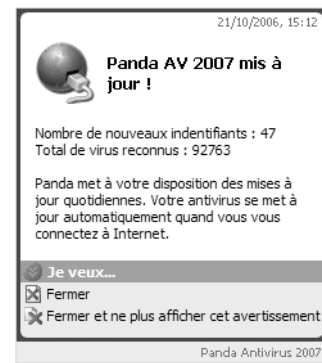 21/10/2006, 15:12
Panda AV 2007 mis à
jour !
Nombre de nouveaux indentifiants : 47
Total de virus reconnus : 92763
Panda met à votre disposition des mises à
jour quotidiennes. Votre antivirus se met à
jour automatiquement quand vous vous
connectez à Internet.
Je veux...
Fermer
Fermer et ne plus afficher cet avertissement
Panda Antivirus 2007